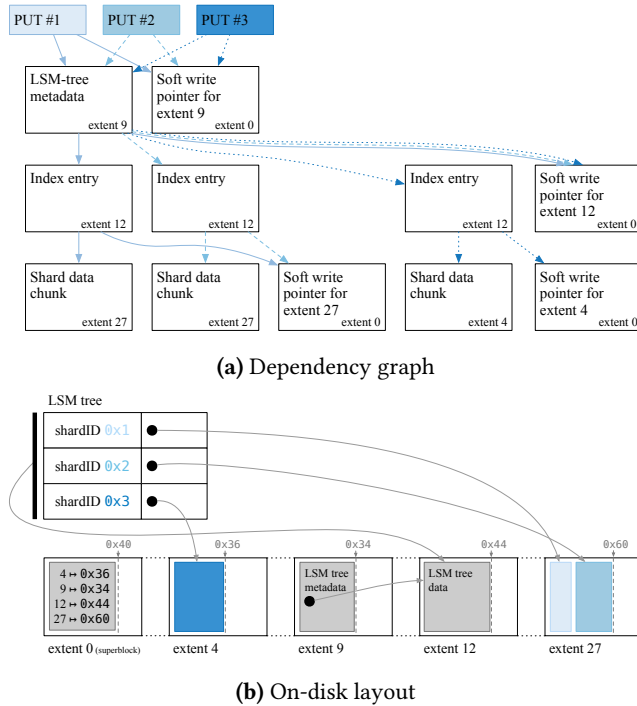 PUT #1
PUT #2
PUT #3
LSM-tree
metadata
extent 9
Soft write
pointer for
extent 9
extent 0
Index entry
extent 12
Index entry
extent 12
Index entry
extent 12
Soft write
pointer for
extent 12
extent 0
Shard data
chunk
extent 27
Shard data
chunk
extent 27
Soft write
pointer for
extent 27
extent 0
Shard data
chunk
extent 4
Soft write
pointer for
extent 4
extent 0
(a) Dependency graph
LSM tree
shardID 0x1
shardID 0x2
shardID 0x3
0x40
0x36
0x34
0x44
0x60
4 ↦ 0x36
9 ↦ 0x34
12 ↦ 0x44
27 ↦ 0x60
LSM tree
metadata
LSM tree
data
extent 0 (superblock)
extent 4
extent 9
extent 12
extent 27
(b) On-disk layout